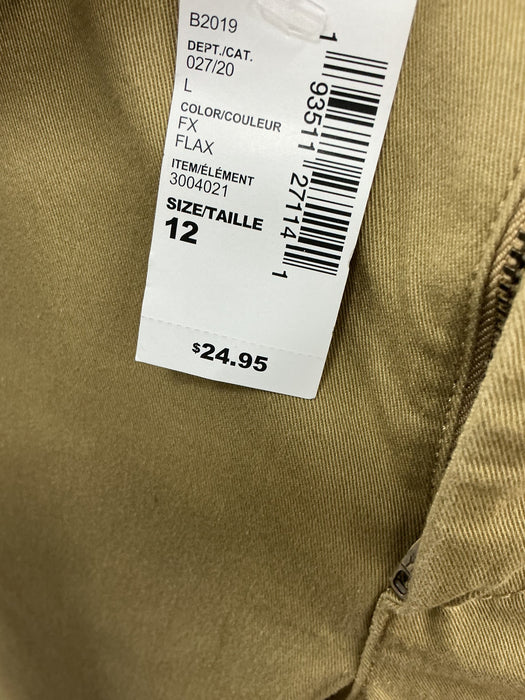 B2019
DEPT./CAT.
027/20
L
COLOR/COULEUR
FX
FLAX
ITEM/ÉLÉMENT
3004021
SIZE/TAILLE
12
1 93511 27114 1
$24.95